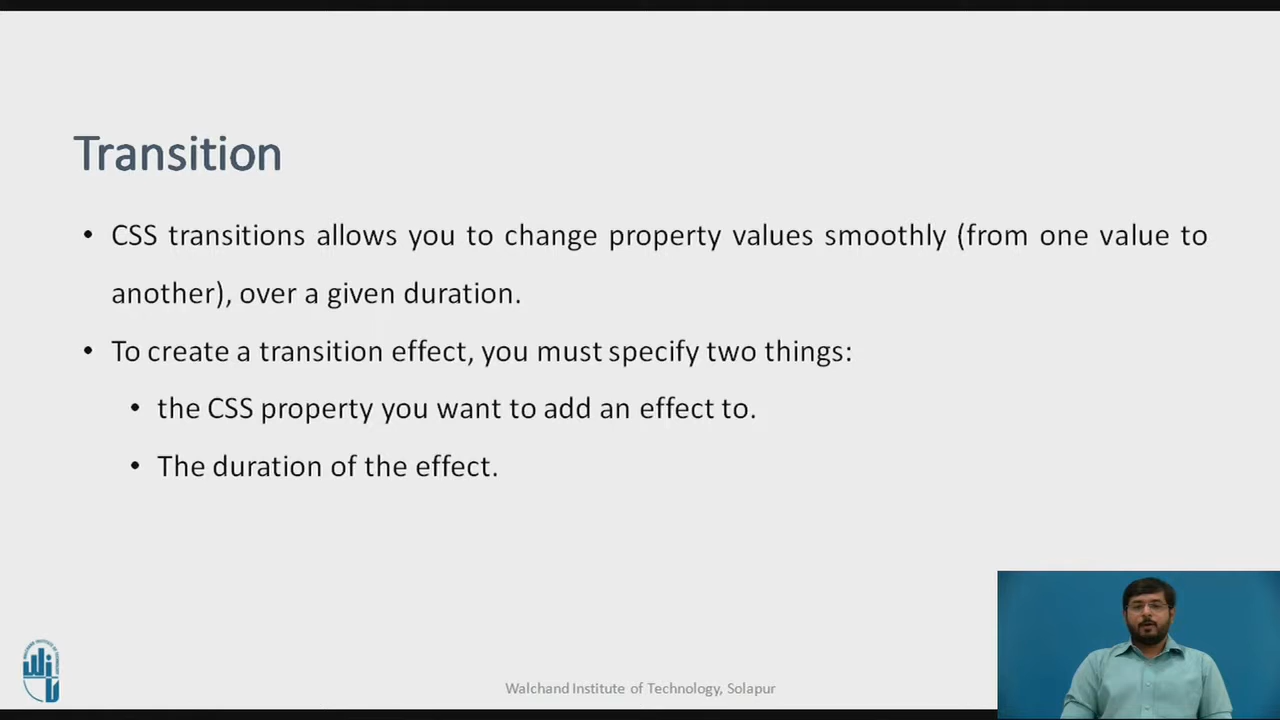 Transition
• CSS transitions allows you to change property values smoothly (from one value to
another), over a given duration.
• To create a transition effect, you must specify two things:
• the CSS property you want to add an effect to.
• The duration of the effect.
Walchand Institute of Technology, Solapur